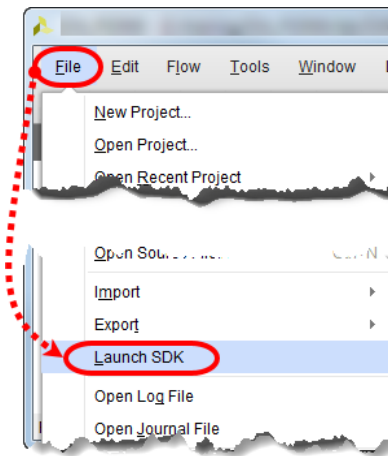 File Edit Flow Tools Window
New Project...
Open Project...
Open Recent Project
Open
Import
Export
Launch SDK
Open Log File
Open Journal File